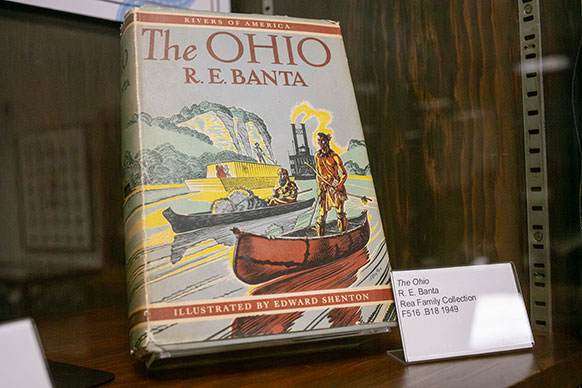 RIVERS OF AMERICA
The OHIO
R. E. BANTA
ILLUSTRATED BY EDWARD SHENTON
The Ohio
R. E. Banta
Rea Family Collection
F516 .B18 1949